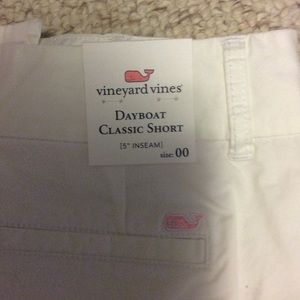 vineyard vines®
DAYBOAT
CLASSIC SHORT
[5" INSEAM]
size: 00